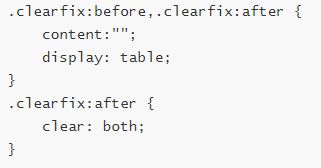 .clearfix:before,.clearfix:after {
    content:"";
    display: table;
}
.clearfix:after {
    clear: both;
}